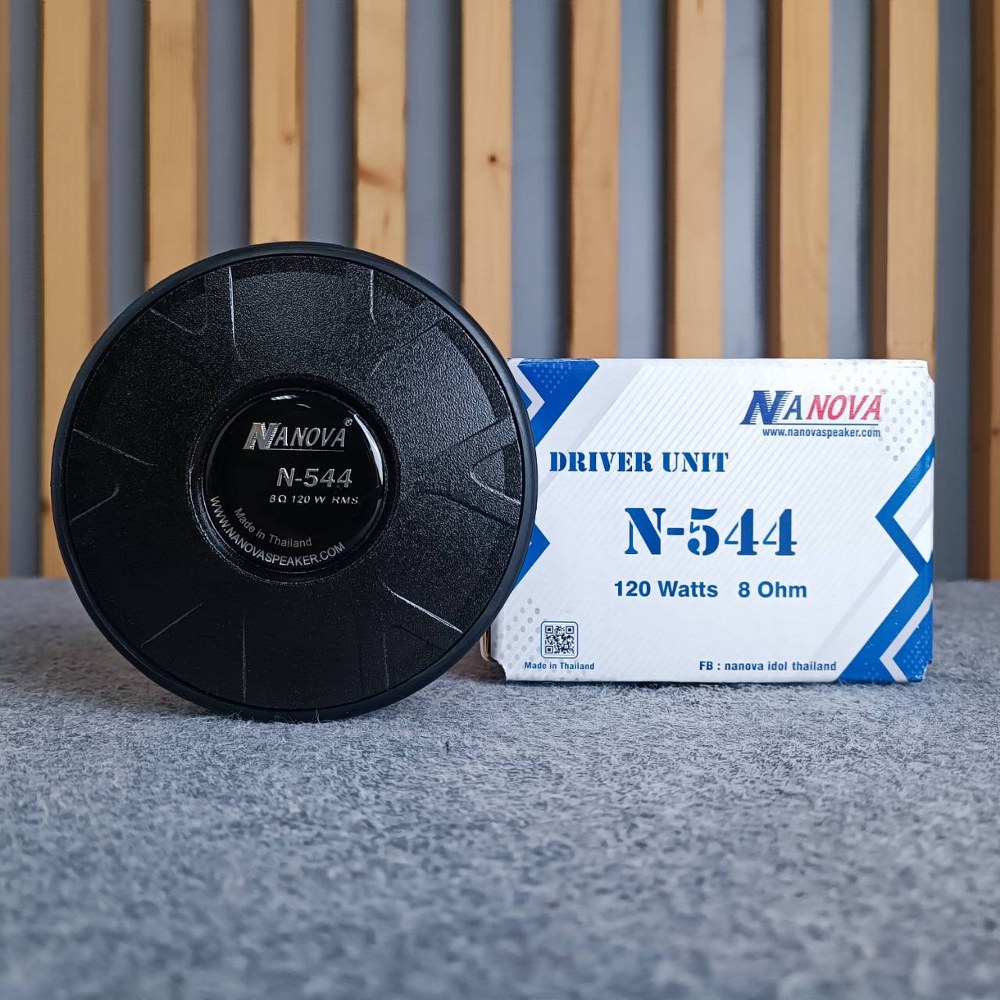 NANOVA®
N-544
8Ω 120 W. RMS
Made in Thailand
WWW.NANOVASPEAKER.COM
NANOVA
www.nanovaspeaker.com
DRIVER UNIT
N-544
120 Watts 8 Ohm
Made in Thailand
FB : nanova idol thailand